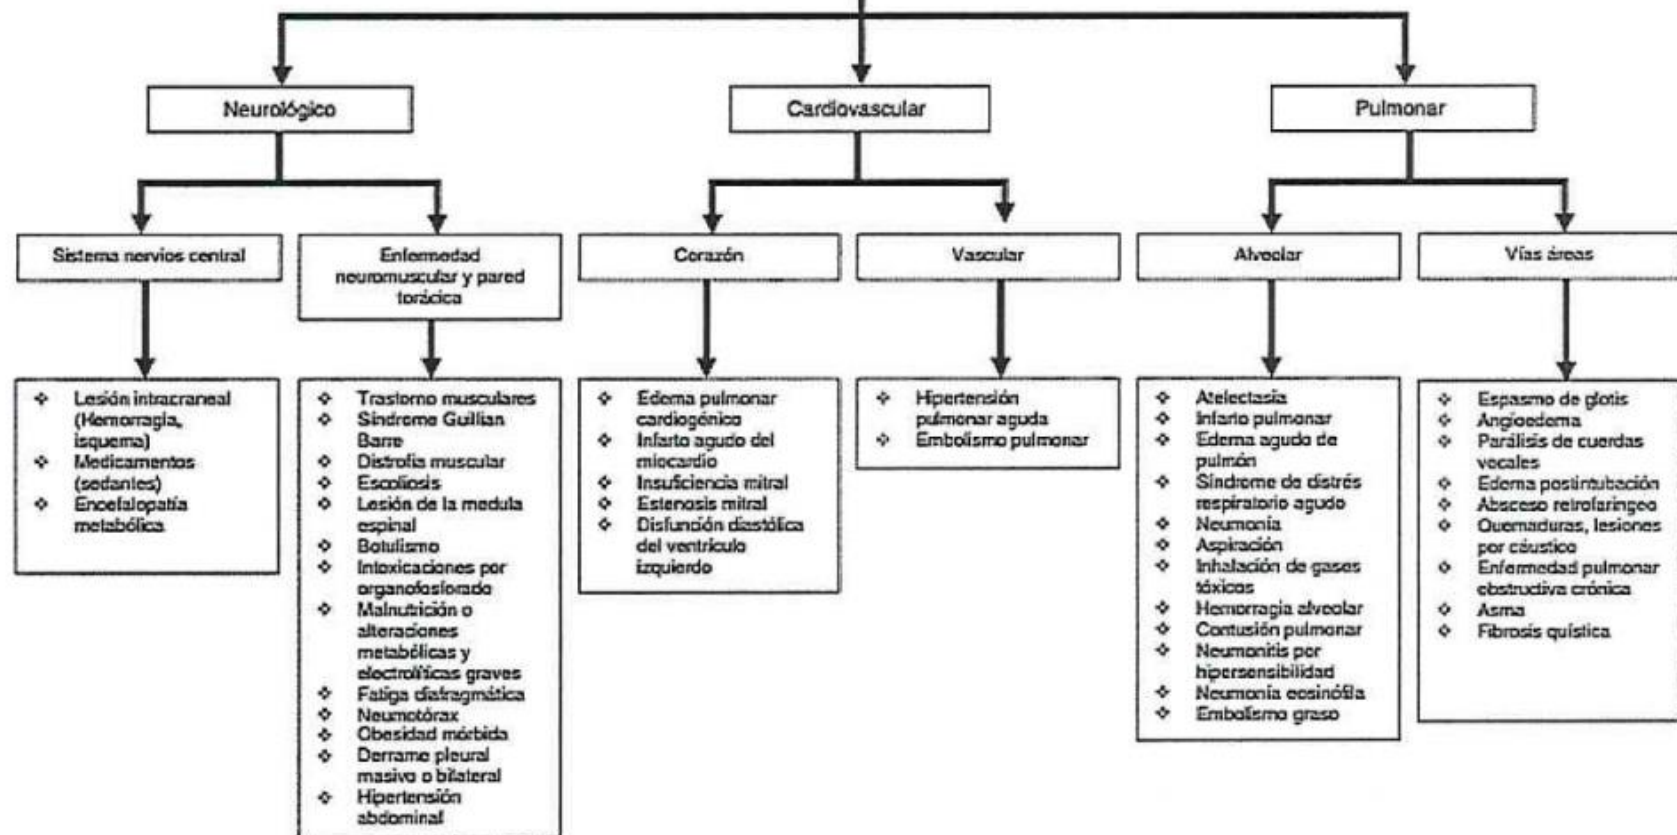 Neurológico
Cardiovascular
Pulmonar
Sistema nervios central
Enfermedad
neuromuscular y pared
torácica
Corazón
Vascular
Alveolar
Vías áreas
Lesión intracraneal
(Hemorragia,
isquema)
Medicamentos
(sedantes)
Encefalopatía
metabólica
Trastorno musculares
Síndrome Guillian
Barre
Distrofia muscular
Escoliosis
Lesión de la medula
espinal
Botulismo
Intoxicaciones por
organofosforado
Malnutrición o
alteraciones
metabólicas y
electrolíticas graves
Fatiga diafragmática
Neumotórax
Obesidad mórbida
Derrame pleural
masivo o bilateral
Hipertensión
abdominal
Edema pulmonar
cardiogénico
Infarto agudo del
miocardio
Insuficiencia mitral
Estenosis mitral
Disfunción diastólica
del ventrículo
izquierdo
Hipertensión
pulmonar aguda
Embolismo pulmonar
Atelectasia
Infarto pulmonar
Edema agudo de
pulmón
Síndrome de distrés
respiratorio agudo
Neumonía
Aspiración
Inhalación de gases
tóxicos
Hemorragia alveolar
Contusión pulmonar
Neumonitis por
hipersensibilidad
Neumonía eosinófila
Embolismo graso
Espasmo de glotis
Angioedema
Parálisis de cuerdas
vocales
Edema postintubación
Absceso retrofaríngeo
Quemaduras, lesiones
por cáustico
Enfermedad pulmonar
obstructiva crónica
Asma
Fibrosis quística